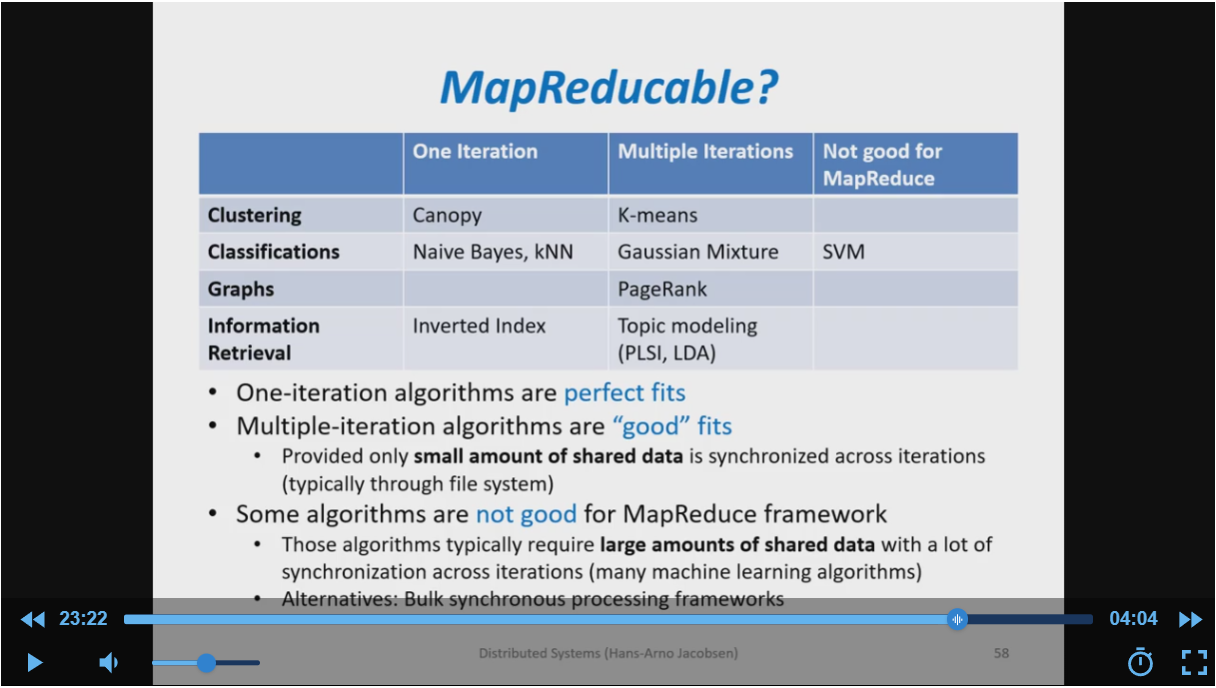 MapReducable?
One Iteration Multiple Iterations Not good for
MapReduce
Clustering Canopy K-means
Classifications Naive Bayes, kNN Gaussian Mixture SVM
Graphs PageRank
Information Inverted Index Topic modeling
Retrieval (PLSI, LDA)
• One-iteration algorithms are perfect fits
• Multiple-iteration algorithms are “good” fits
• Provided only small amount of shared data is synchronized across iterations
(typically through file system)
• Some algorithms are not good for MapReduce framework
• Those algorithms typically require large amounts of shared data with a lot of
synchronization across iterations (many machine learning algorithms)
• Alternatives: Bulk synchronous processing frameworks
23:22 04:04
Distributed Systems (Hans-Arno Jacobsen) 58